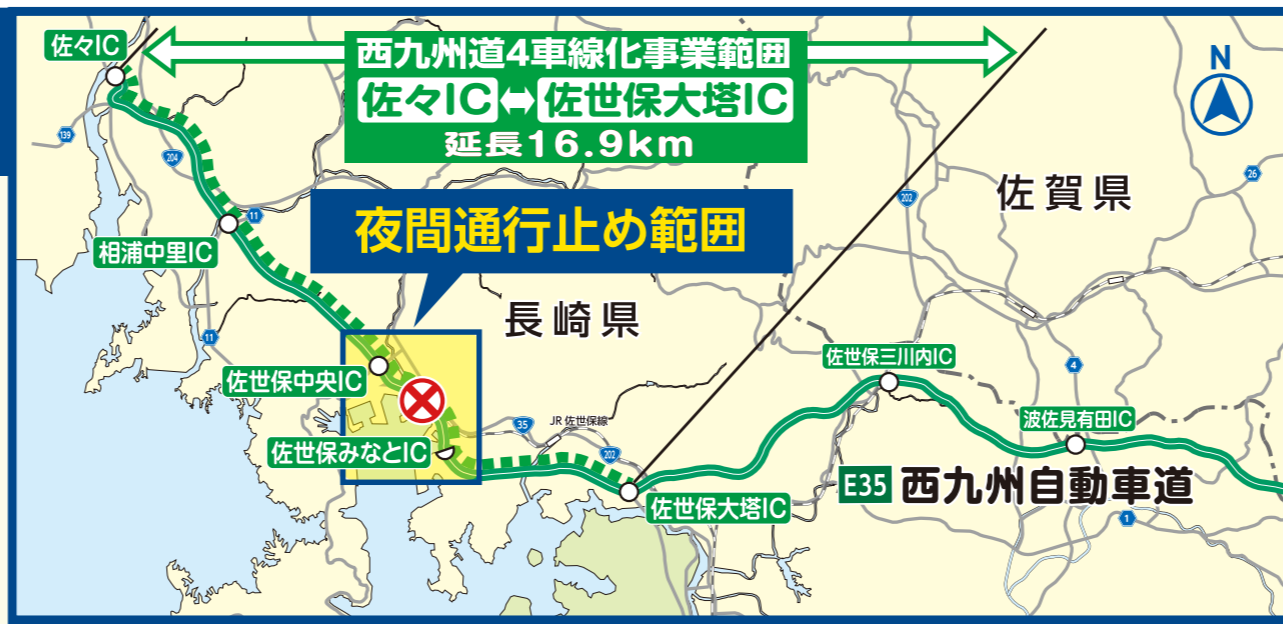 佐々IC
西九州道4車線化事業範囲
佐々IC⇔佐世保大塔IC
延長16.9km
N
139
204
11
202
26
佐賀県
夜間通行止め範囲
相浦中里IC
長崎県
11
佐世保中央IC
佐世保三川内IC
4
JR佐世保線
35
波佐見有田IC
佐世保みなとIC
202
E35 西九州自動車道
佐世保大塔IC
1